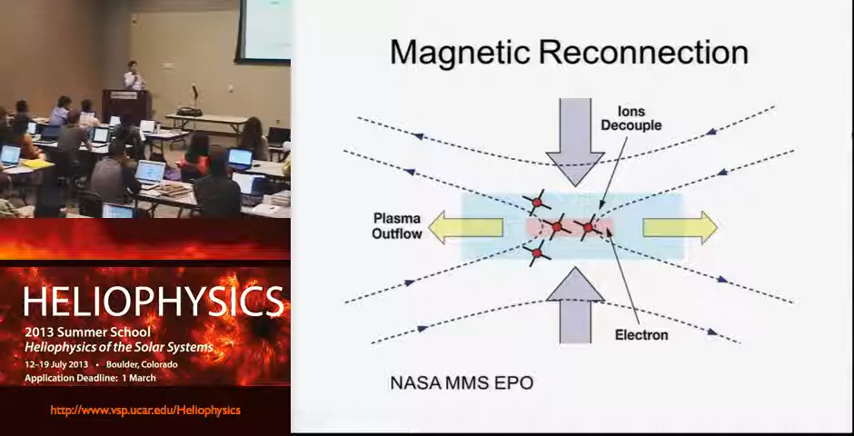 Magnetic Reconnection
Ions
Decouple
Plasma
Outflow
Electron
NASA MMS EPO
HELIOPHYSICS
2013 Summer School
Heliophysics of the Solar Systems
12–19 July 2013 • Boulder, Colorado
Application Deadline: 1 March
http://www.vsp.ucar.edu/Heliophysics